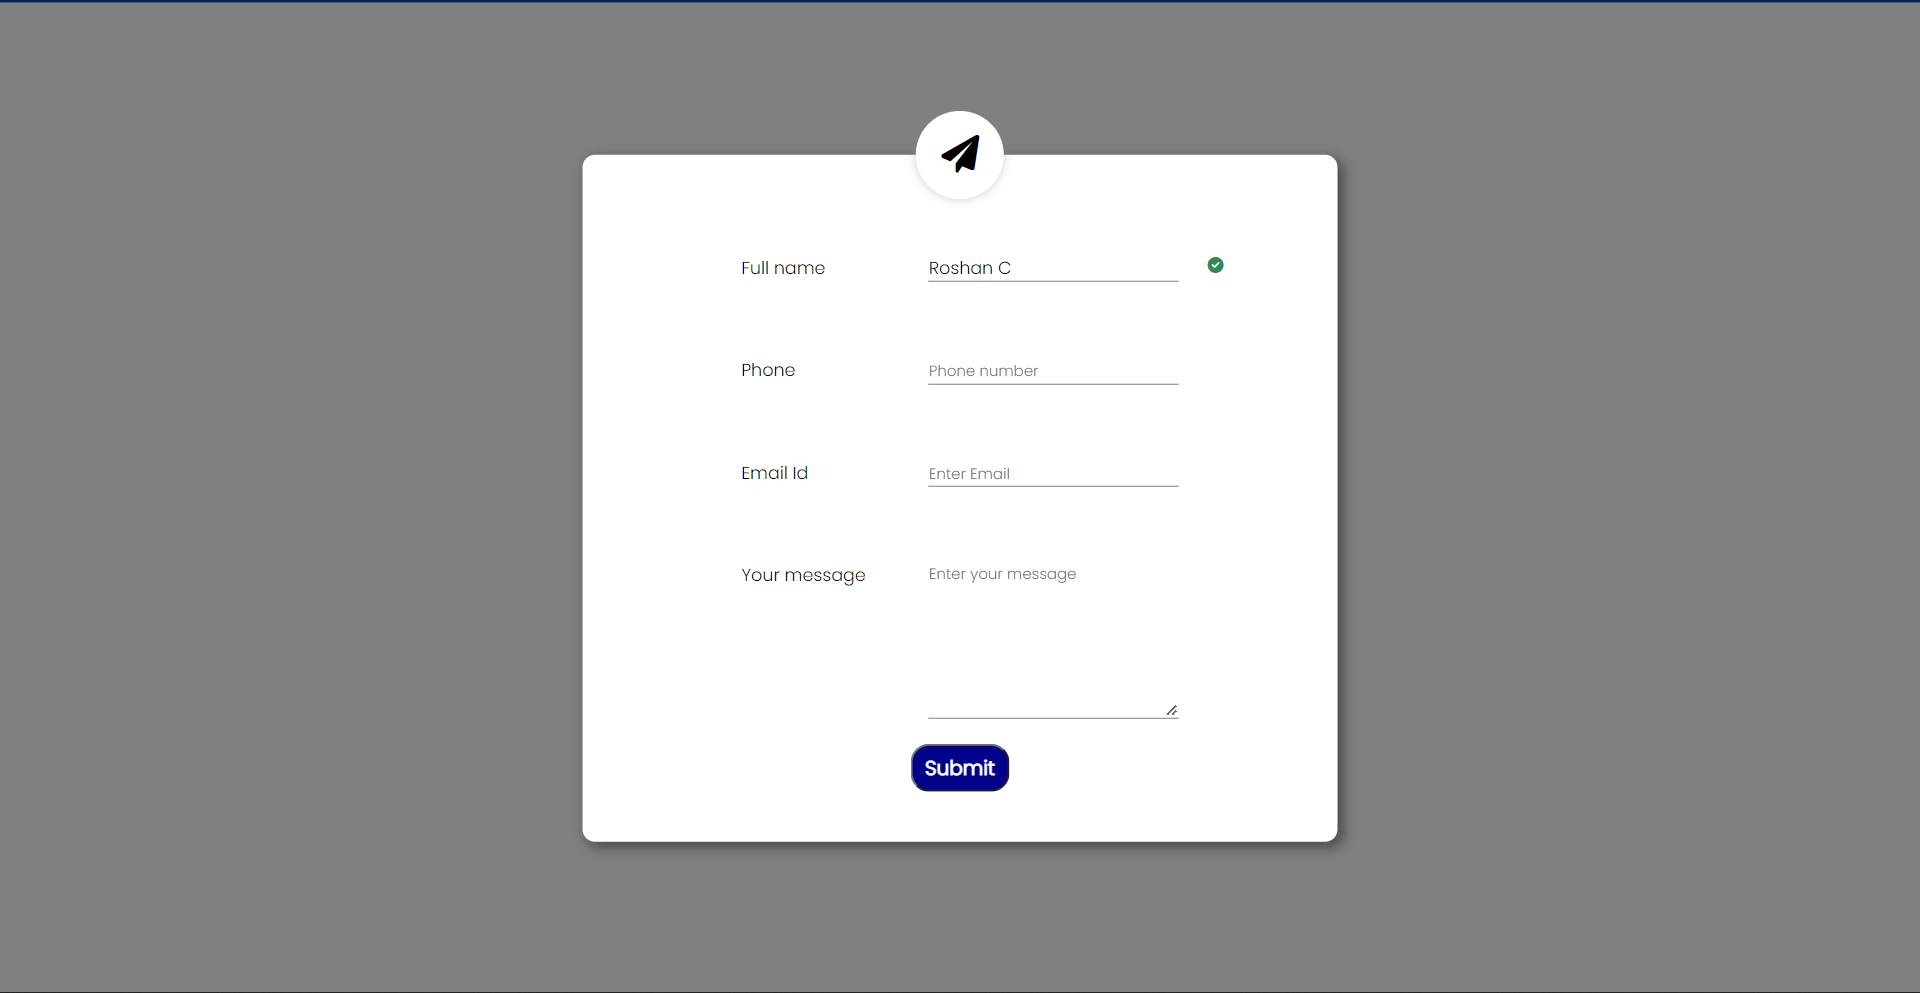 Full name Roshan C
Phone Phone number
Email Id Enter Email
Your message Enter your message
Submit